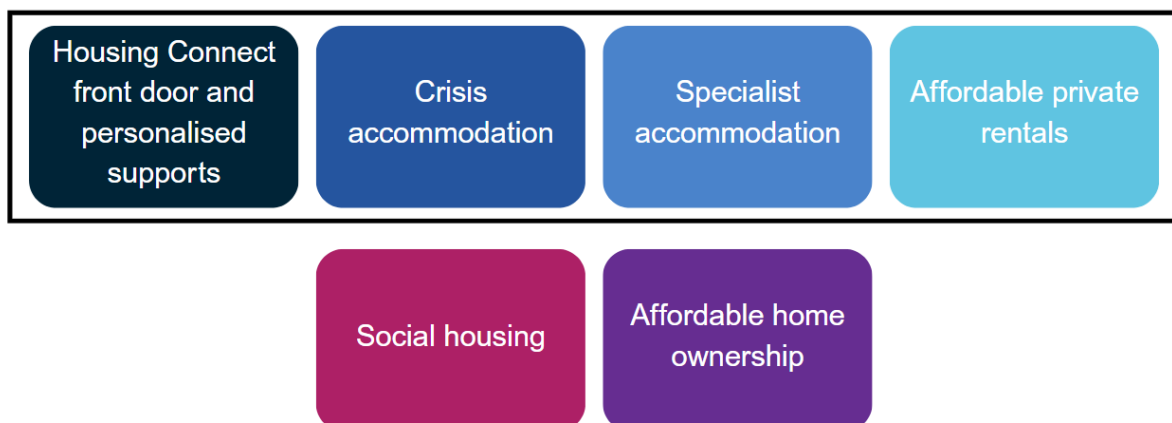 Housing Connect
front door and
personalised
supports
Crisis
accommodation
Specialist
accommodation
Affordable private
rentals
Social housing
Affordable home
ownership